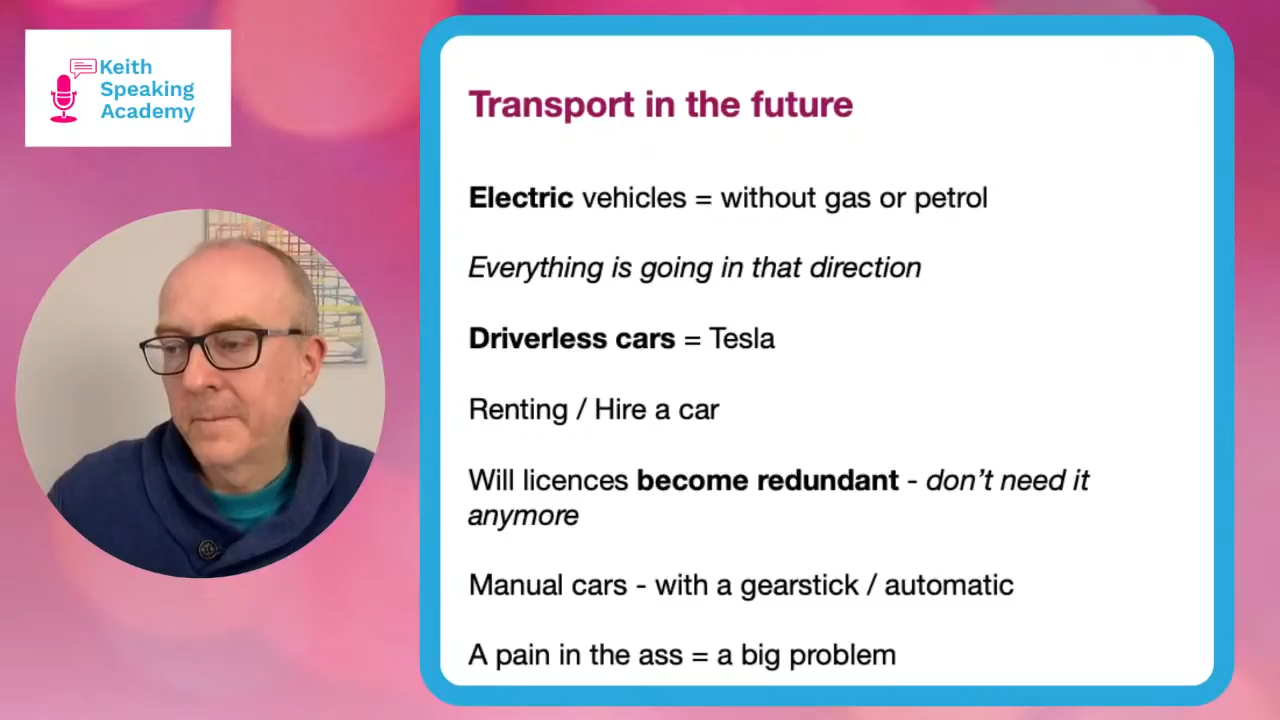 Keith
Speaking
Academy
Transport in the future
Electric vehicles = without gas or petrol
Everything is going in that direction
Driverless cars = Tesla
Renting / Hire a car
Will licences become redundant - don’t need it
anymore
Manual cars - with a gearstick / automatic
A pain in the ass = a big problem